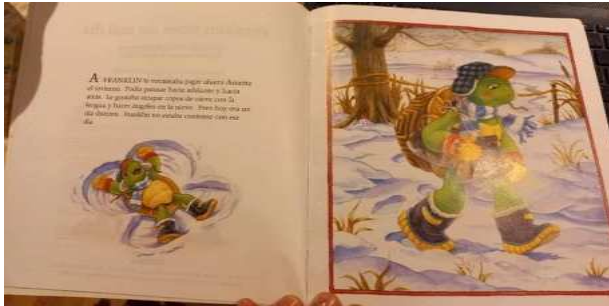 A FRANKLIN le encantaba jugar afuera durante
el invierno. Podía patinar hacia adelante y hacia
atrás. Le gustaba atrapar copos de nieve con la
lengua y hacer ángeles en la nieve. Pero hoy era un
día distinto. Franklin no estaba contento con ese
día.